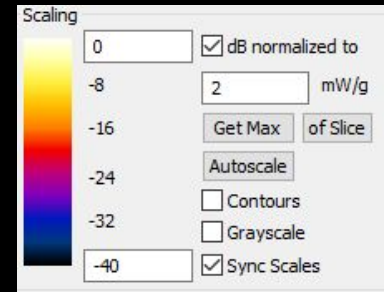 Scaling
0
dB normalized to
-8
2
mW/g
-16
Get Max
of Slice
-24
Autoscale
Contours
-32
Grayscale
-40
Sync Scales